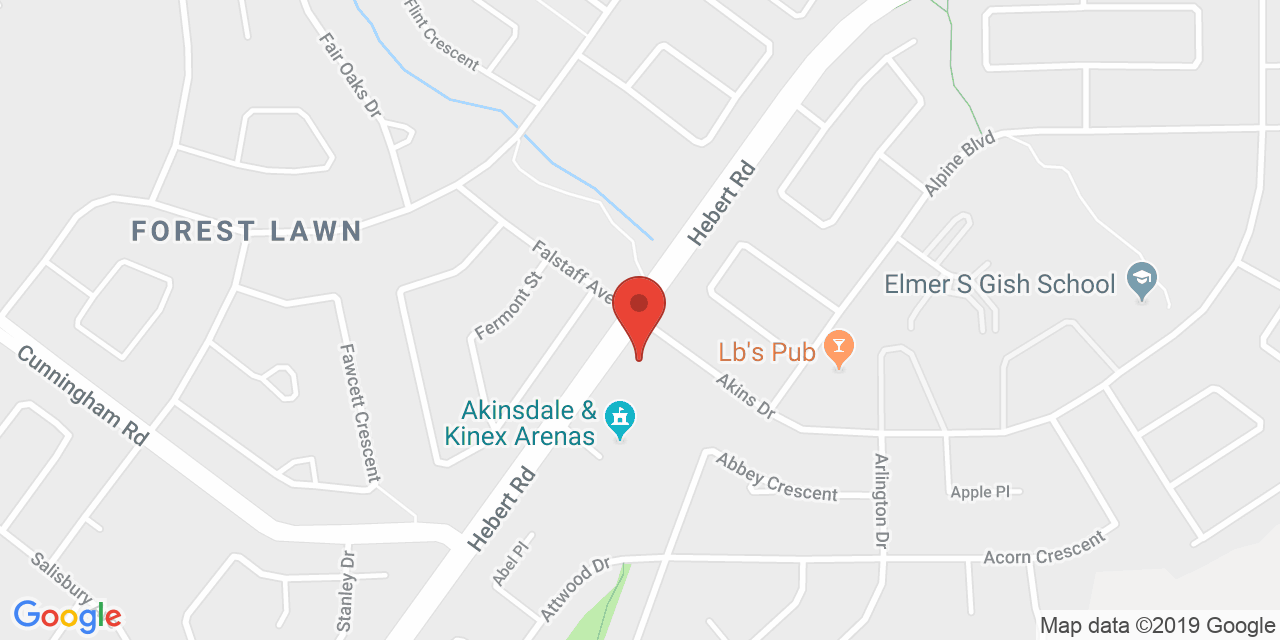 Flint Crescent
Fair Oaks Dr
Hebert Rd
Alpine Blvd
FOREST LAWN
Falstaff Ave
Fermont St
Elmer S Gish School
Lb's Pub
Cunningham Rd
Fawcett Crescent
Akins Dr
Akinsdale &
Kinex Arenas
Abbey Crescent
Arlington Dr
Apple Pl
Hebert Rd
Abel Pl
Attwood Dr
Acorn Crescent
Stanley Dr
Salisbury
Google
Map data ©2019 Google